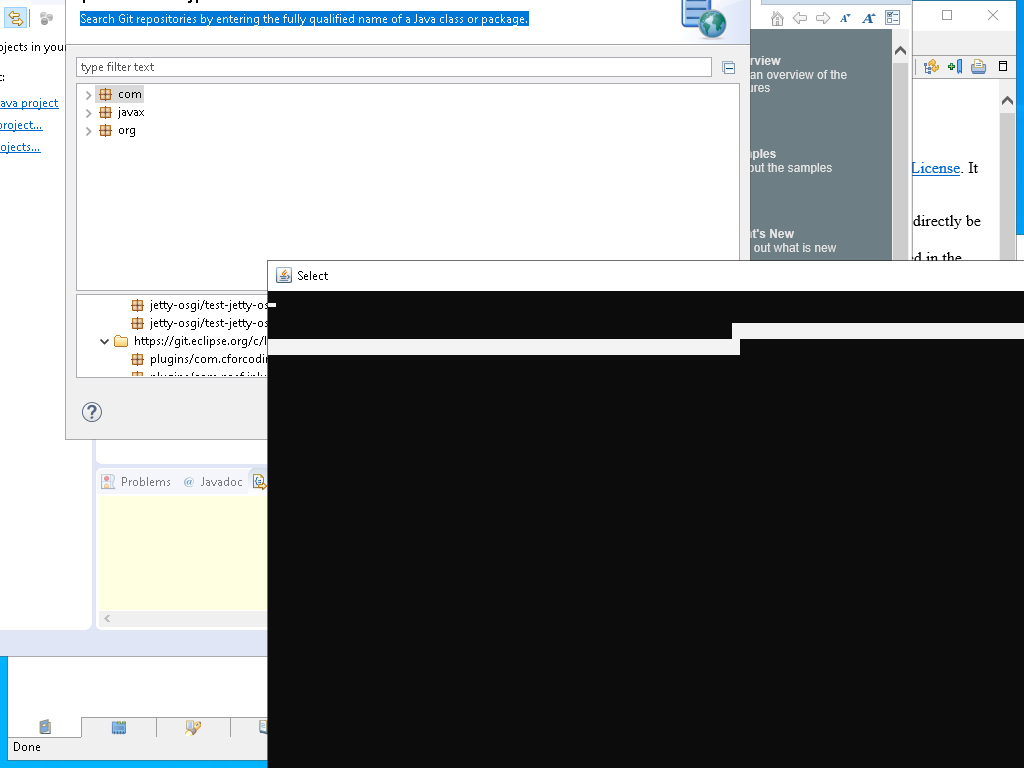 Search Git repositories by entering the fully qualified name of a Java class or package.
ojects in your
type filter text
com
javax
org
ava project
project...
ojects...
rview
an overview of the
ures
ples
out the samples
t's New
out what is new
License. It
directly be
d in the
Select
jetty-osgi/test-jetty-os
jetty-osgi/test-jetty-os
https://git.eclipse.org/c/l
plugins/com.cforcodin
Problems
@ Javadoc
Done